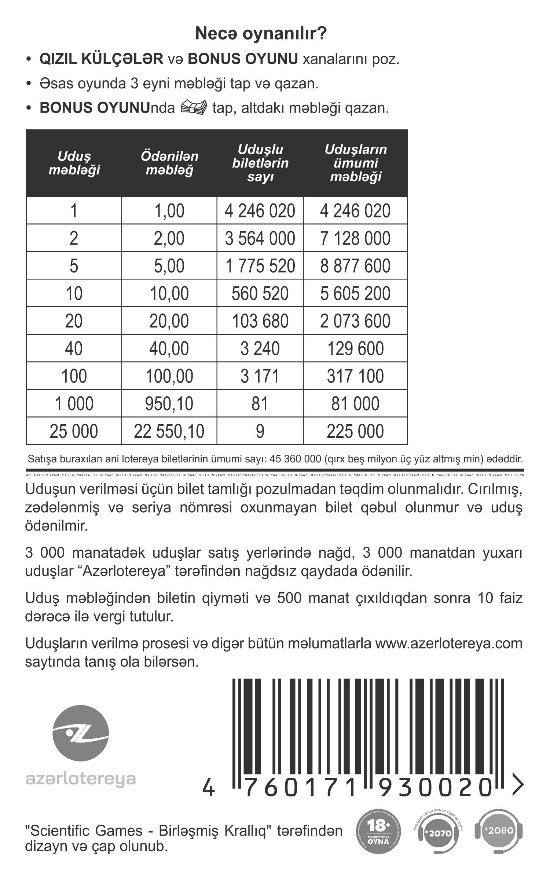 Necə oynanılır?
• QIZIL KÜLÇƏLƏR və BONUS OYUNU xanalarını poz.
• Əsas oyunda 3 eyni məbləği tap və qazan.
• BONUS OYUNUnda tap, altdakı məbləği qazan.
Uduş məbləği Ödənilən məbləğ Uduşlu biletlərin sayı Uduşların ümumi məbləği
1 1,00 4 246 020 4 246 020
2 2,00 3 564 000 7 128 000
5 5,00 1 775 520 8 877 600
10 10,00 560 520 5 605 200
20 20,00 103 680 2 073 600
40 40,00 3 240 129 600
100 100,00 3 171 317 100
1 000 950,10 81 81 000
25 000 22 550,10 9 225 000
Satışa buraxılan ani lotereya biletlərinin ümumi sayı: 45 360 000 (qırx beş milyon üç yüz altmış min) ədəddir.
Uduşun verilməsi üçün bilet tamlığı pozulmadan təqdim olunmalıdır. Cırılmış,
zədələnmiş və seriya nömrəsi oxunmayan bilet qəbul olunmur və uduş
ödənilmir.
3 000 manatadək uduşlar satış yerlərində nağd, 3 000 manatdan yuxarı
uduşlar “Azərlotereya” tərəfindən nağdsız qaydada ödənilir.
Uduş məbləğindən biletin qiyməti və 500 manat çıxıldıqdan sonra 10 faiz
dərəcə ilə vergi tutulur.
Uduşların verilmə prosesi və digər bütün məlumatlarla www.azerlotereya.com
saytında tanış ola bilərsən.
azərlotereya
4 760171 930020 >
"Scientific Games - Birləşmiş Krallıq" tərəfindən
dizayn və çap olunub.
18+
OYNA
*2070
*2080